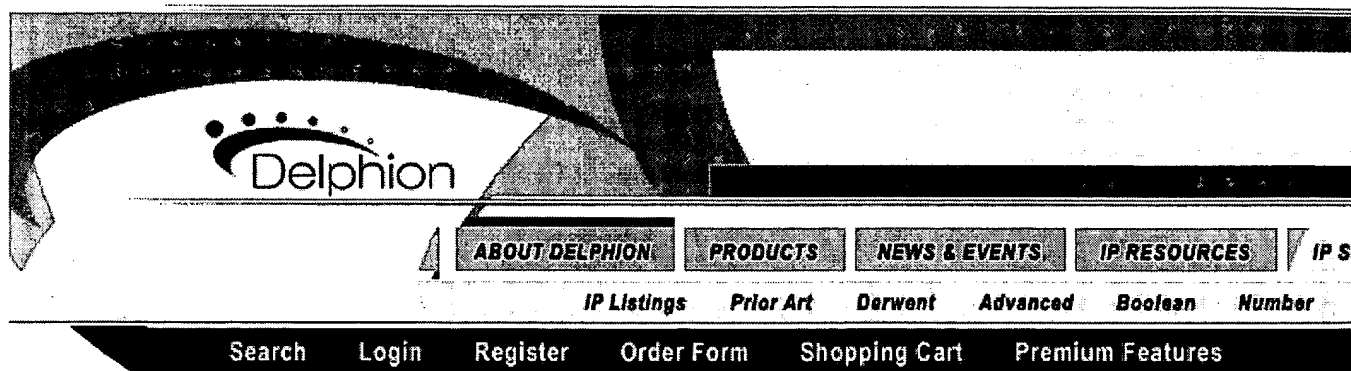 Delphion
ABOUT DELPHION PRODUCTS NEWS & EVENTS IP RESOURCES IP S
IP Listings Prior Art Derwent Advanced Boolean Number
Search Login Register Order Form Shopping Cart Premium Features